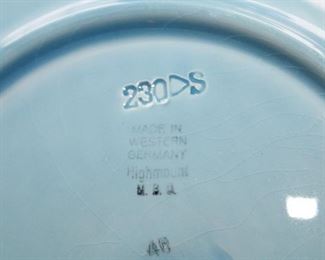 230▷S
MADE IN
WESTERN
GERMANY
Highmount
48